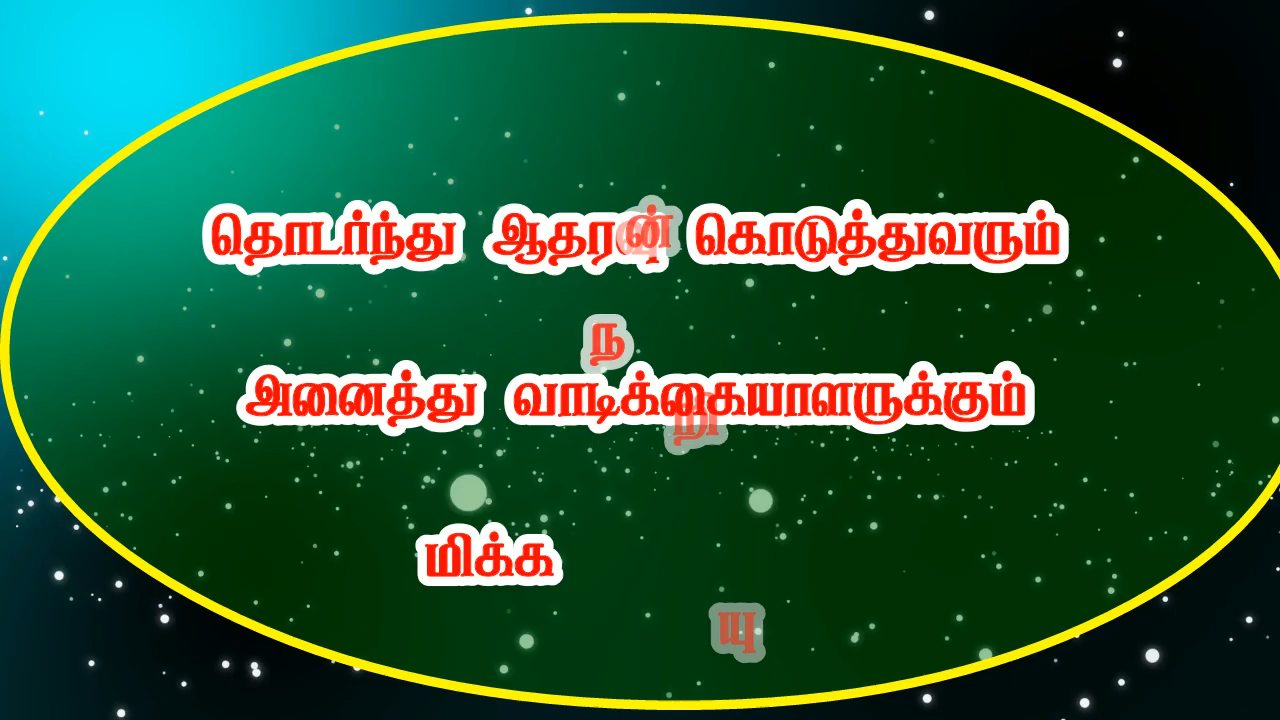 தொடர்ந்து கொடுத்துவரும்
அனைத்து வாடிக்கையாளருக்கும்
மிக்க